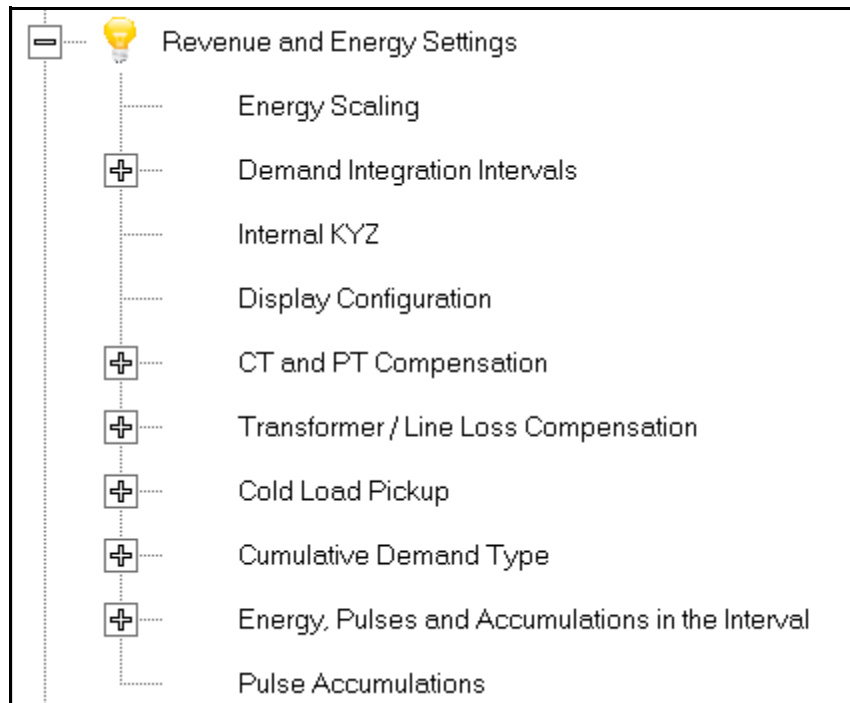 Revenue and Energy Settings
Energy Scaling
Demand Integration Intervals
Internal KYZ
Display Configuration
CT and PT Compensation
Transformer / Line Loss Compensation
Cold Load Pickup
Cumulative Demand Type
Energy, Pulses and Accumulations in the Interval
Pulse Accumulations